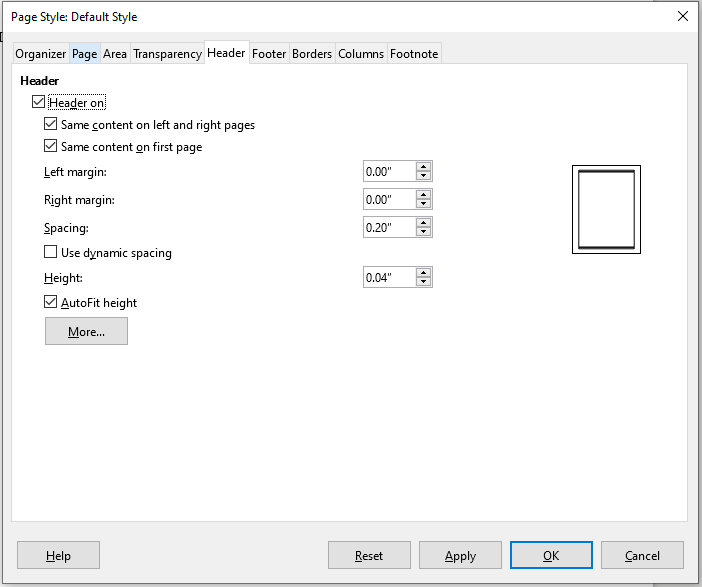 Page Style: Default Style
Organizer Page Area Transparency Header Footer Borders Columns Footnote
Header
Header on
Same content on left and right pages
Same content on first page
Left margin: 0.00"
Right margin: 0.00"
Spacing: 0.20"
Use dynamic spacing
Height: 0.04"
AutoFit height
More...
Help Reset Apply OK Cancel